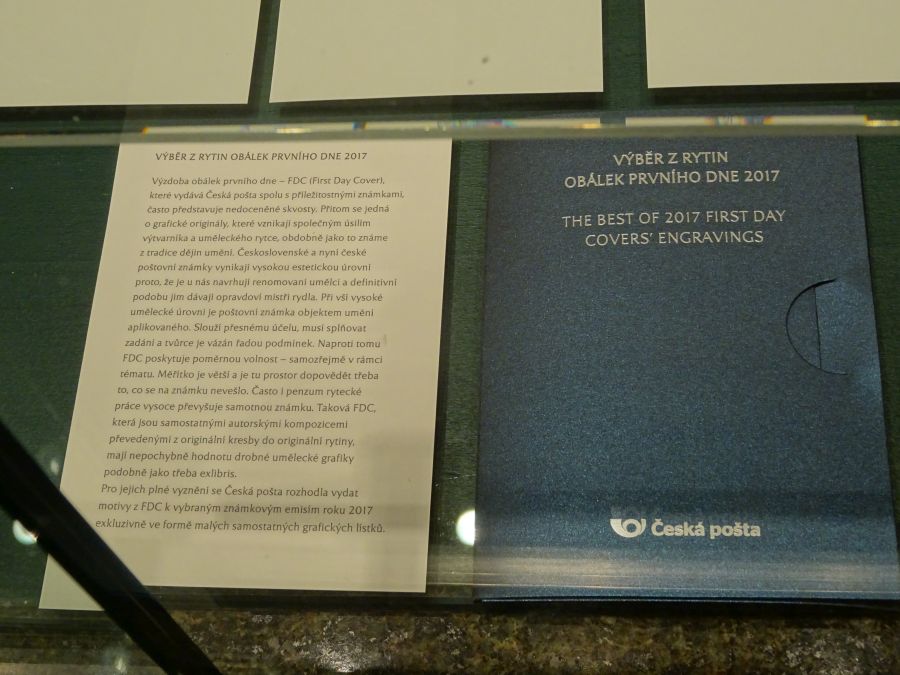 VÝBĚR Z RYTIN OBÁLEK PRVNÍHO DNE 2017
Výzdoba obálek prvního dne – FDC (First Day Cover),
které vydává Česká pošta spolu s příležitostnými známkami,
často představuje nedoceněné skvosty. Přitom se jedná
o grafické originály, které vznikají společným úsilím
výtvarníka a uměleckého rytce, obdobně jako to známe
z tradice dějin umění. Československé a nyní české
poštovní známky vynikají vysokou estetickou úrovní
proto, že je u nás navrhují renomovaní umělci a definitivní
podobu jim dávají opravdoví mistři rydla. Při vší vysoké
umělecké úrovni je poštovní známka objektem umění
aplikovaného. Slouží přesnému účelu, musí splňovat
zadání a tvůrce je vázán řadou podmínek. Naproti tomu
FDC poskytuje poměrnou volnost – samozřejmě v rámci
tématu. Měřítko je větší a je tu prostor dopovědět třeba
to, co se na známku nevešlo. Často i penzum rytecké
práce vysoce převyšuje samotnou známku. Taková FDC,
která jsou samostatnými autorskými kompozicemi
převedenými z originální kresby do originální rytiny,
mají nepochybně hodnotu drobné umělecké grafiky
podobně jako třeba exlibris.
Pro jejich plné vyznění se Česká pošta rozhodla vydat
motivy z FDC k vybraným známkovým emisím roku 2017
exkluzivně ve formě malých samostatných grafických lístků.
VÝBĚR Z RYTIN
OBÁLEK PRVNÍHO DNE 2017
THE BEST OF 2017 FIRST DAY
COVERS' ENGRAVINGS
Česká pošta